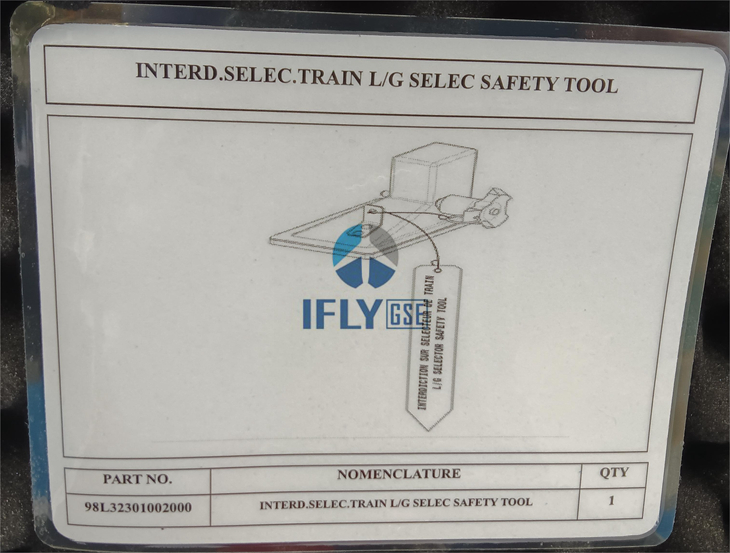 INTERD.SELEC.TRAIN L/G SELEC SAFETY TOOL
INTERDICTION SUR SELECTEUR DE TRAIN
L/G SELECTOR SAFETY TOOL
IFLY GSE
PART NO. NOMENCLATURE QTY
98L32301002000 INTERD.SELEC.TRAIN L/G SELEC SAFETY TOOL 1